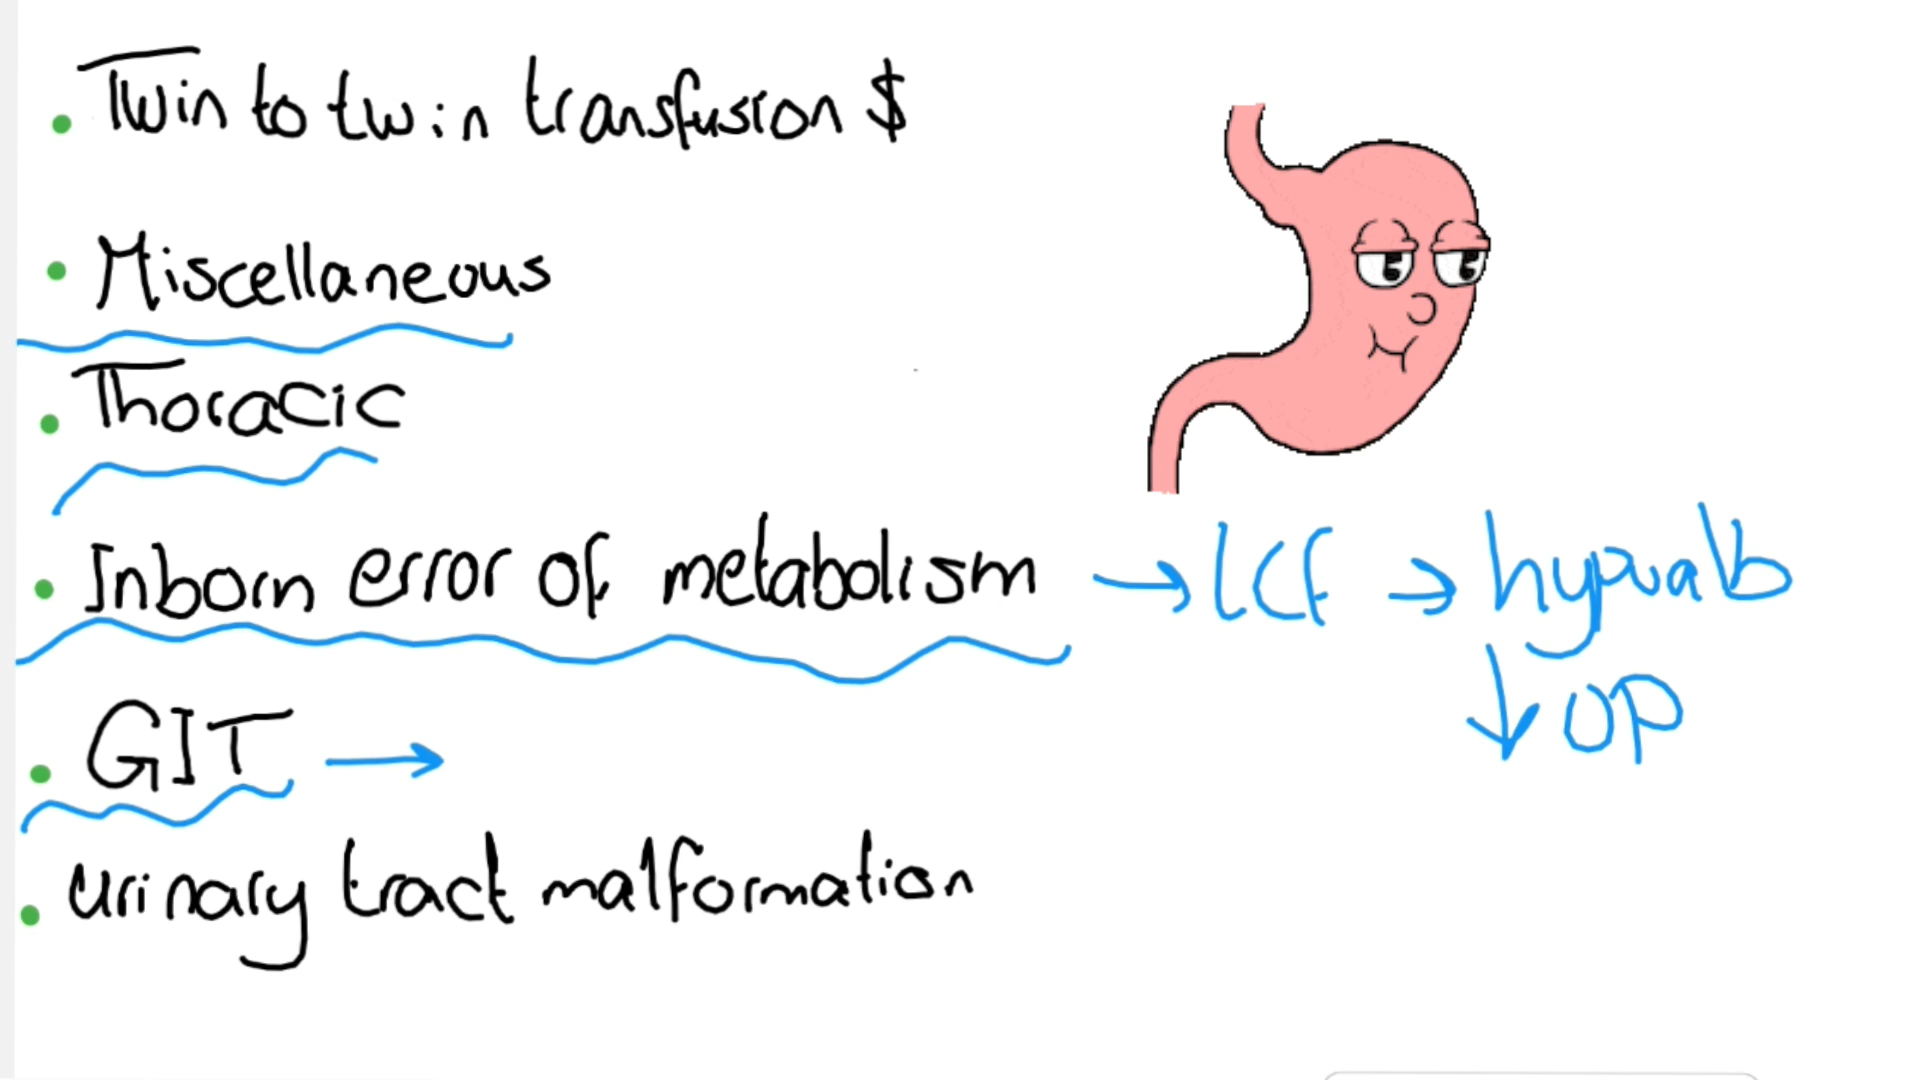 • Twin to twin transfusion $
• Miscellaneous
• Thoracic
• Inborn error of metabolism → LCF → hypoalb
↓ OP
• GIT →
• urinary tract malformation